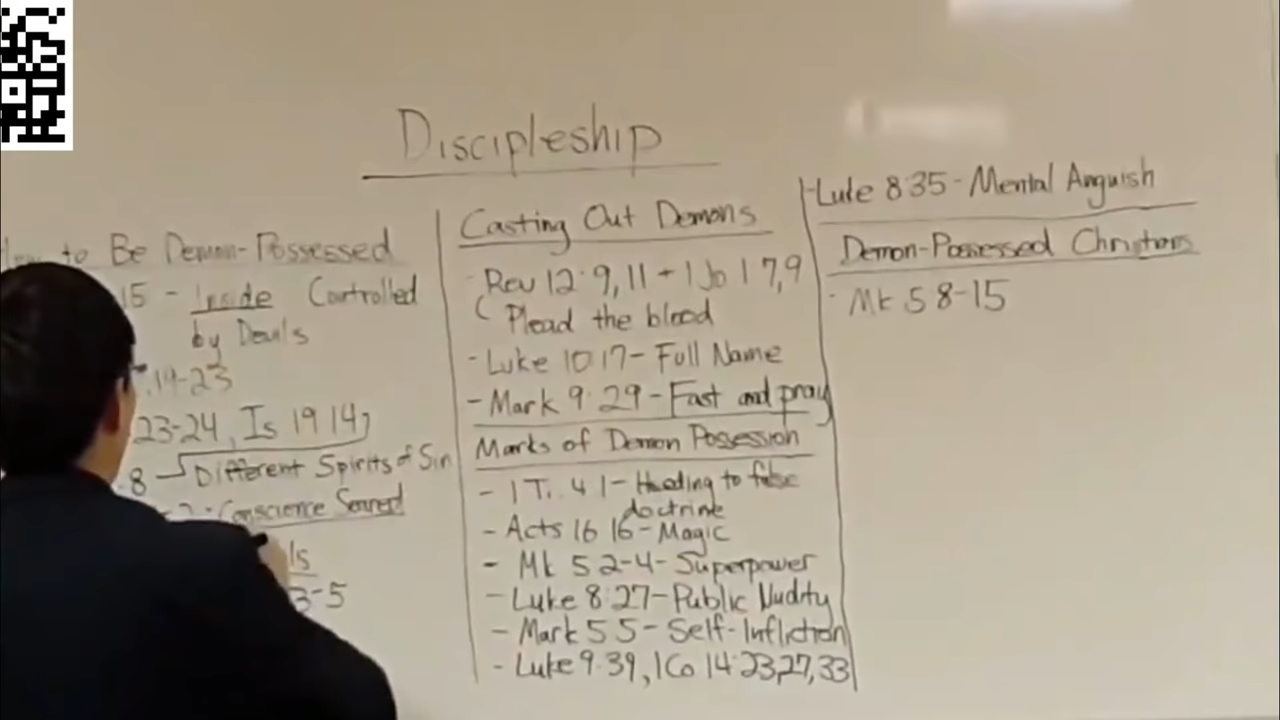 Discipleship
to Be Demon-Possessed
15 - Inside Controlled
by Devils
19-23
23-24, Is 19 14,
8 Different Spirits of Sin
Conscience Seared
ls
3-5
Casting Out Demons
- Rev 12:9, 11 + 1 Jo 1 7,9
( Plead the blood
- Luke 10 17 - Full Name
- Mark 9:29 - Fast and pray
Marks of Demon Possession
- 1 Ti. 4 1 - Heeding to false
doctrine
- Acts 16 16 - Magic
- Mk 5 2-4 - Superpower
- Luke 8:27 - Public Nudity
- Mark 5 5 - Self-Infliction
- Luke 9:39, 1 Co 14:23,27,33
- Luke 8:35 - Mental Anguish
Demon-Possessed Christians
- Mk 5 8-15